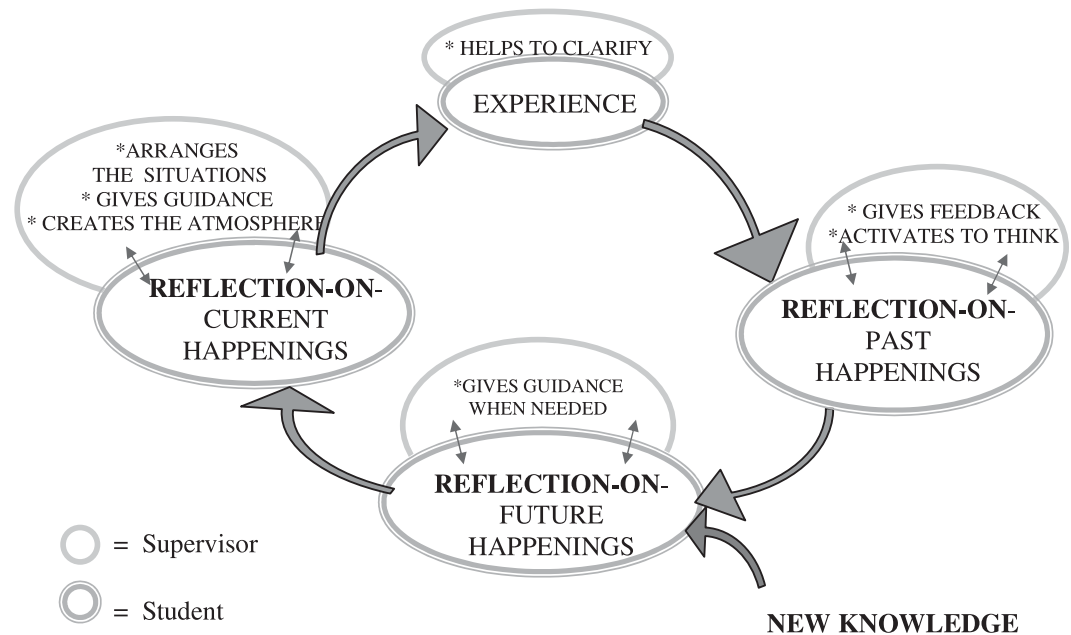 * HELPS TO CLARIFY
EXPERIENCE
*ARRANGES
THE SITUATIONS
* GIVES GUIDANCE
* CREATES THE ATMOSPHERE
REFLECTION-ON-
CURRENT
HAPPENINGS
* GIVES FEEDBACK
*ACTIVATES TO THINK
REFLECTION-ON-
PAST
HAPPENINGS
*GIVES GUIDANCE
WHEN NEEDED
REFLECTION-ON-
FUTURE
HAPPENINGS
= Supervisor
= Student
NEW KNOWLEDGE